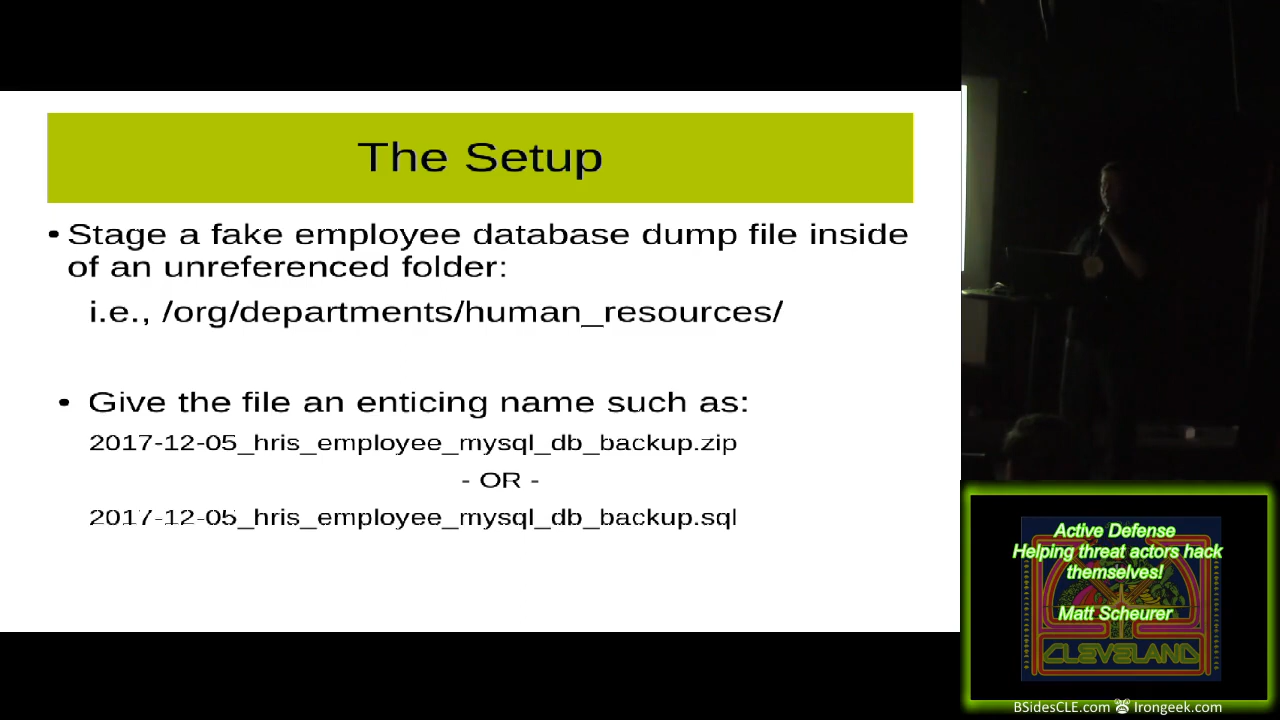 The Setup
• Stage a fake employee database dump file inside
of an unreferenced folder:
i.e., /org/departments/human_resources/
• Give the file an enticing name such as:
2017-12-05_hris_employee_mysql_db_backup.zip
- OR -
2017-12-05_hris_employee_mysql_db_backup.sql
Active Defense
Helping threat actors hack
themselves!
Matt Scheurer
CLEVELAND
BSidesCLE.com Irongeek.com